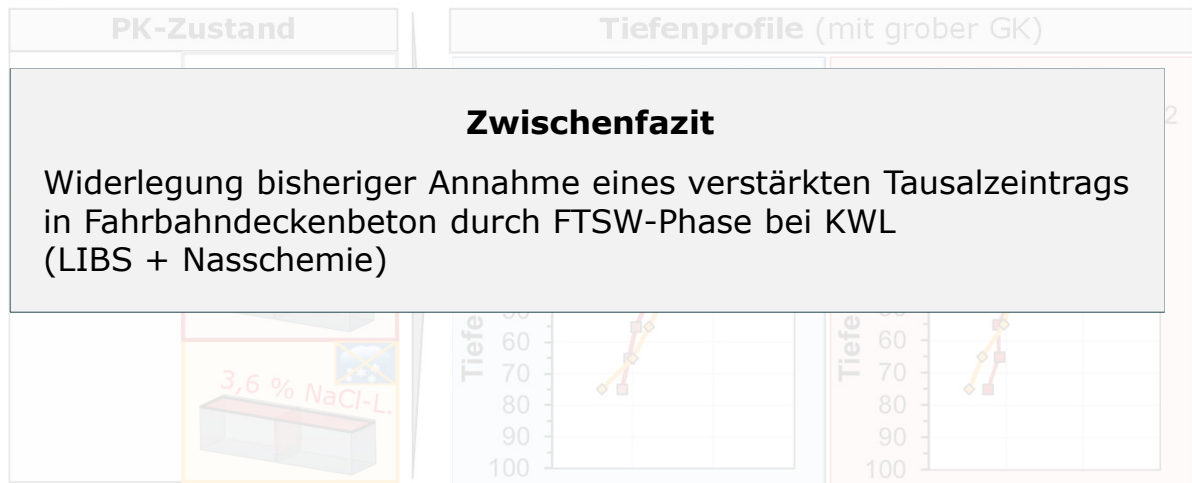 PK-Zustand
Tiefenprofile (mit grober GK)
2
Zwischenfazit
Widerlegung bisheriger Annahme eines verstärkten Tausalzeintrags
in Fahrbahndeckenbeton durch FTSW-Phase bei KWL
(LIBS + Nasschemie)
3,6 % NaCl-L.
Tiefe
60
70
80
90
100
Tiefe
60
70
80
90
100